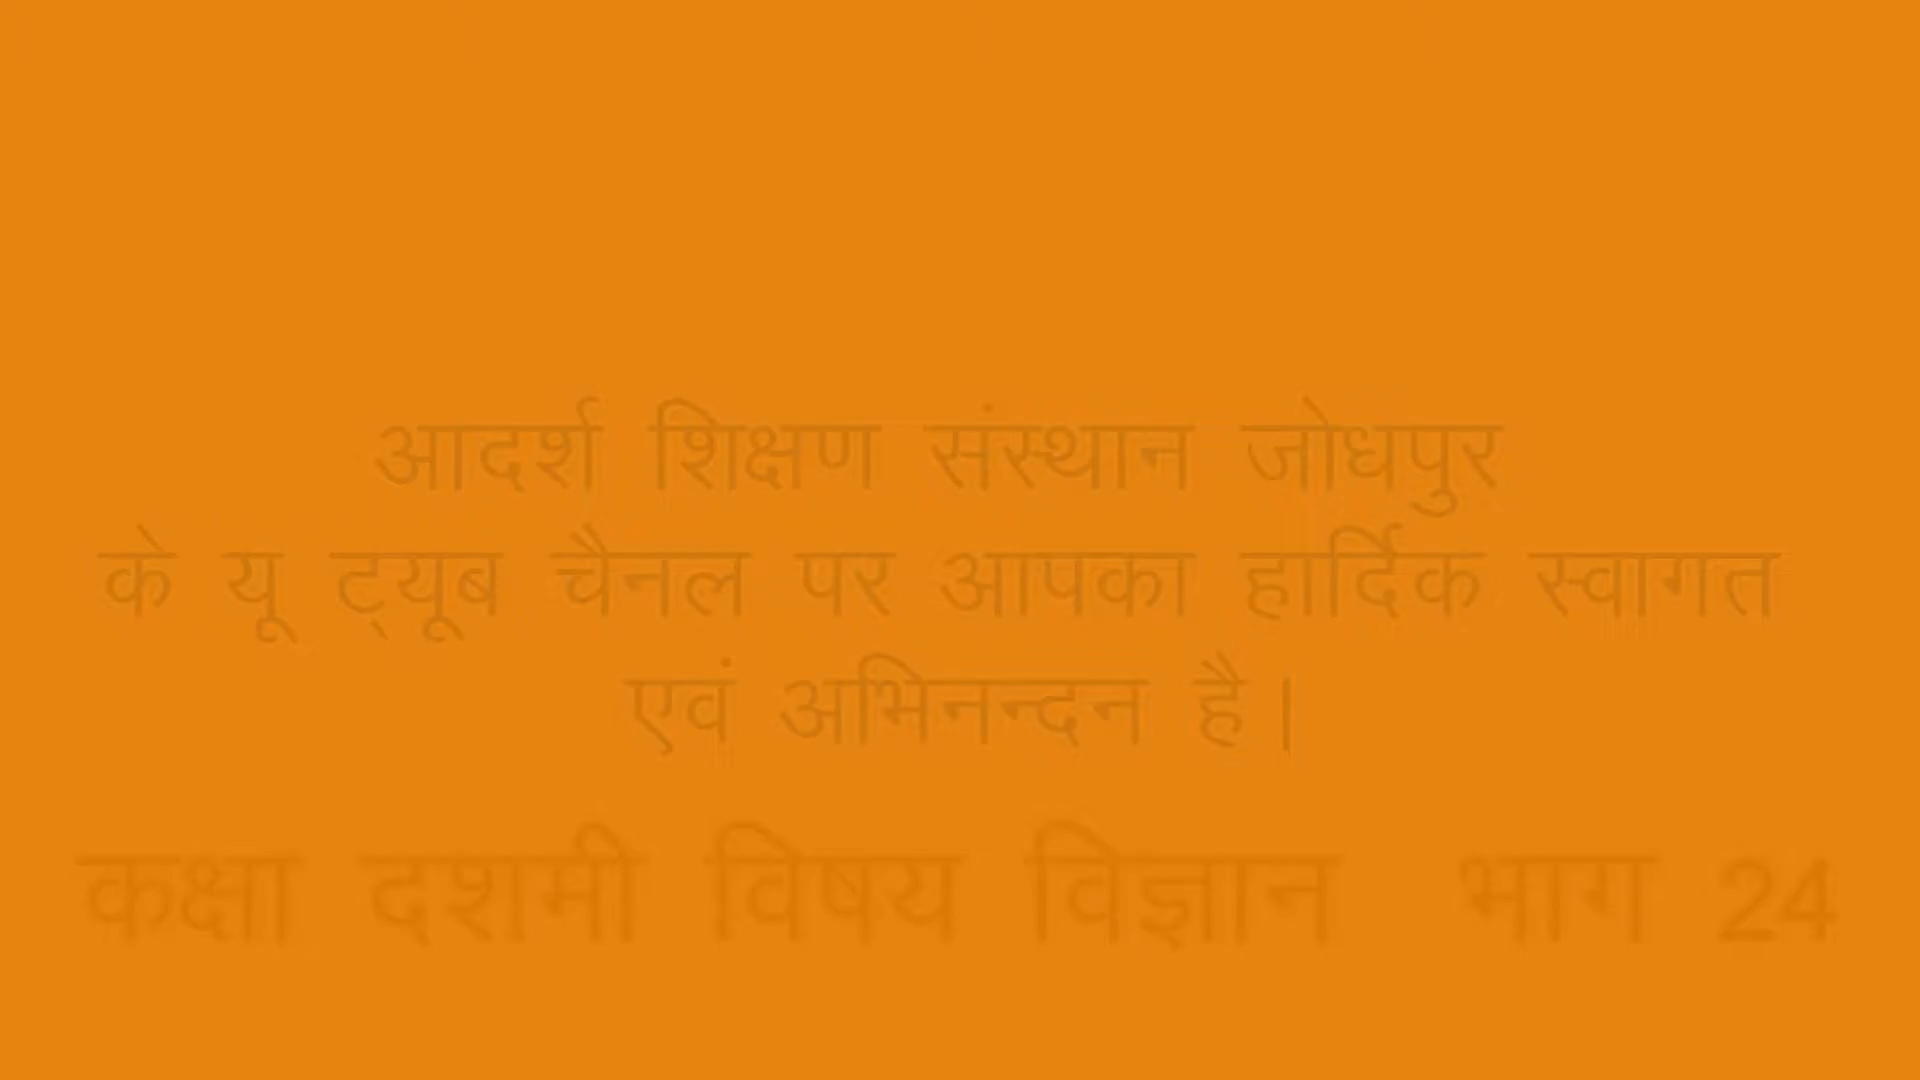 आदर्श शिक्षण संस्थान जोधपुर
के यू ट्‌यूब चैनल पर आपका हार्दिक स्वागत
एवं अभिनन्दन है।
कक्षा दशमी विषय विज्ञान भाग 24